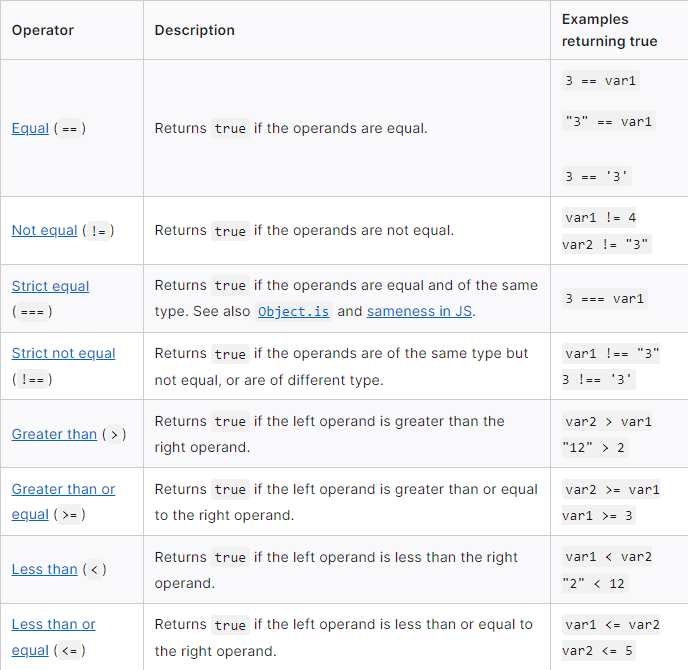 Operator Description Examples returning true
Equal ( == ) Returns true if the operands are equal. 3 == var1
"3" == var1
3 == '3'
Not equal ( != ) Returns true if the operands are not equal. var1 != 4
var2 != "3"
Strict equal
( === )
Returns true if the operands are equal and of the same
type. See also Object.is and sameness in JS.
3 === var1
Strict not equal
( !== )
Returns true if the operands are of the same type but
not equal, or are of different type.
var1 !== "3"
3 !== '3'
Greater than ( > )
Returns true if the left operand is greater than the
right operand.
var2 > var1
"12" > 2
Greater than or
equal ( >= )
Returns true if the left operand is greater than or equal
to the right operand.
var2 >= var1
var1 >= 3
Less than ( < )
Returns true if the left operand is less than the right
operand.
var1 < var2
"2" < 12
Less than or
equal ( <= )
Returns true if the left operand is less than or equal to
the right operand.
var1 <= var2
var2 <= 5